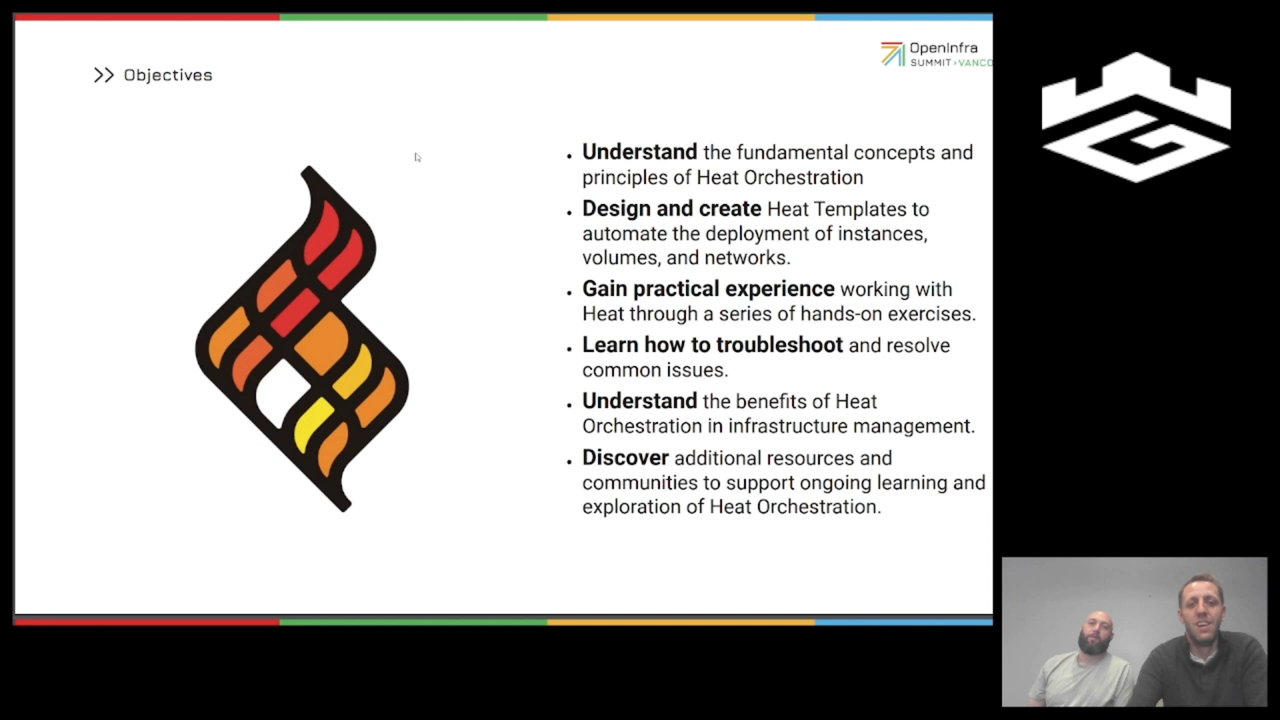 >> Objectives
OpenInfra
SUMMIT>VANCO
• Understand the fundamental concepts and
principles of Heat Orchestration
• Design and create Heat Templates to
automate the deployment of instances,
volumes, and networks.
• Gain practical experience working with
Heat through a series of hands-on exercises.
• Learn how to troubleshoot and resolve
common issues.
• Understand the benefits of Heat
Orchestration in infrastructure management.
• Discover additional resources and
communities to support ongoing learning and
exploration of Heat Orchestration.